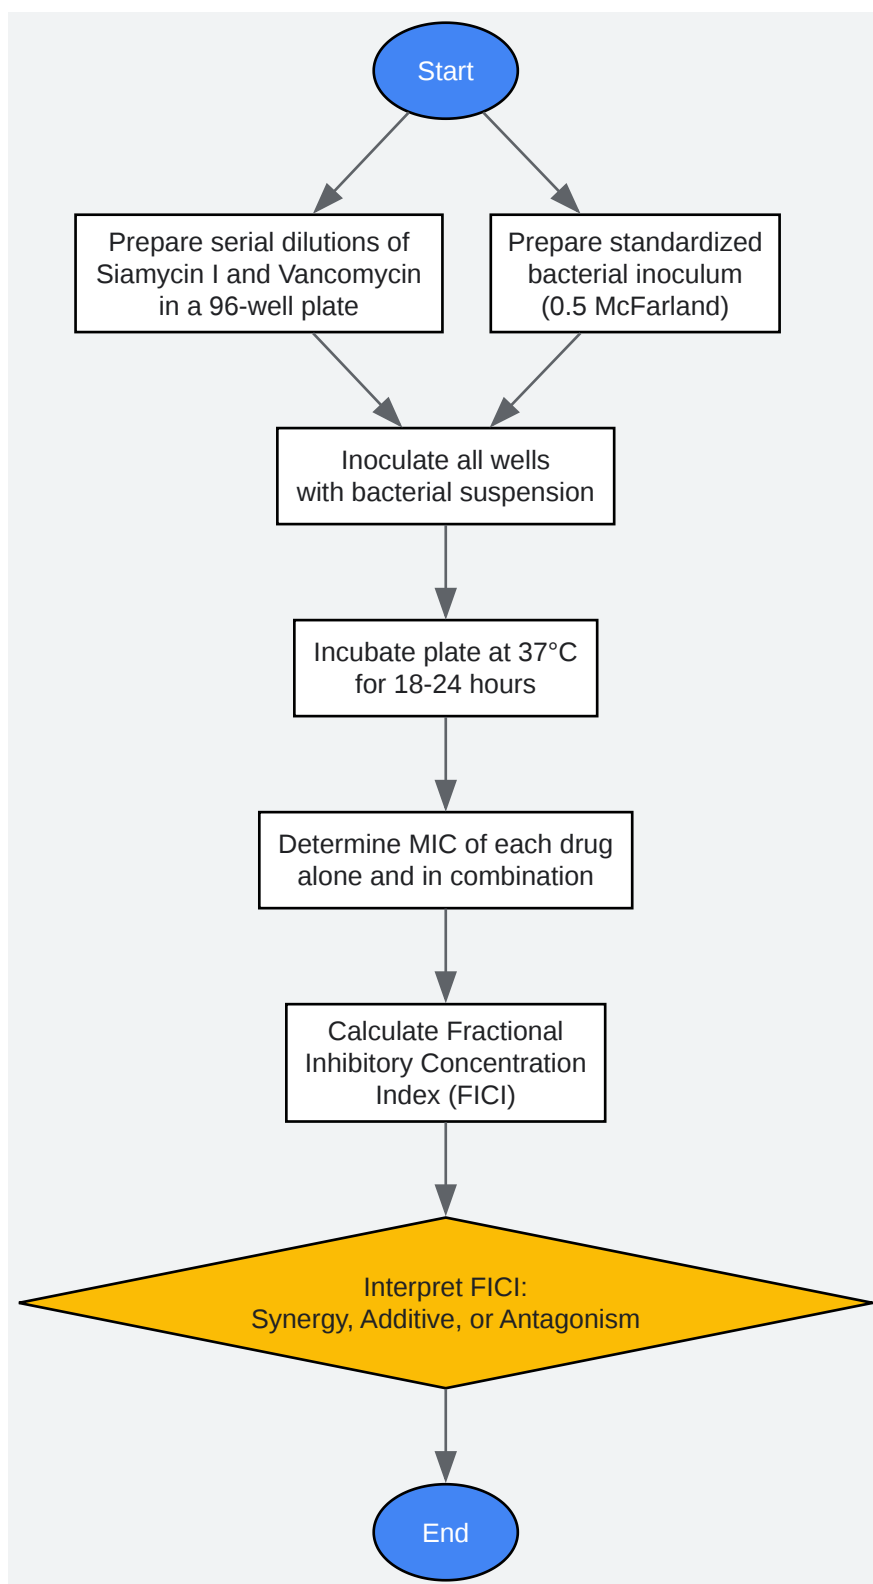 Start
Prepare serial dilutions of
Siamycin I and Vancomycin
in a 96-well plate
Prepare standardized
bacterial inoculum
(0.5 McFarland)
Inoculate all wells
with bacterial suspension
Incubate plate at 37°C
for 18-24 hours
Determine MIC of each drug
alone and in combination
Calculate Fractional
Inhibitory Concentration
Index (FICI)
Interpret FICI:
Synergy, Additive, or Antagonism
End